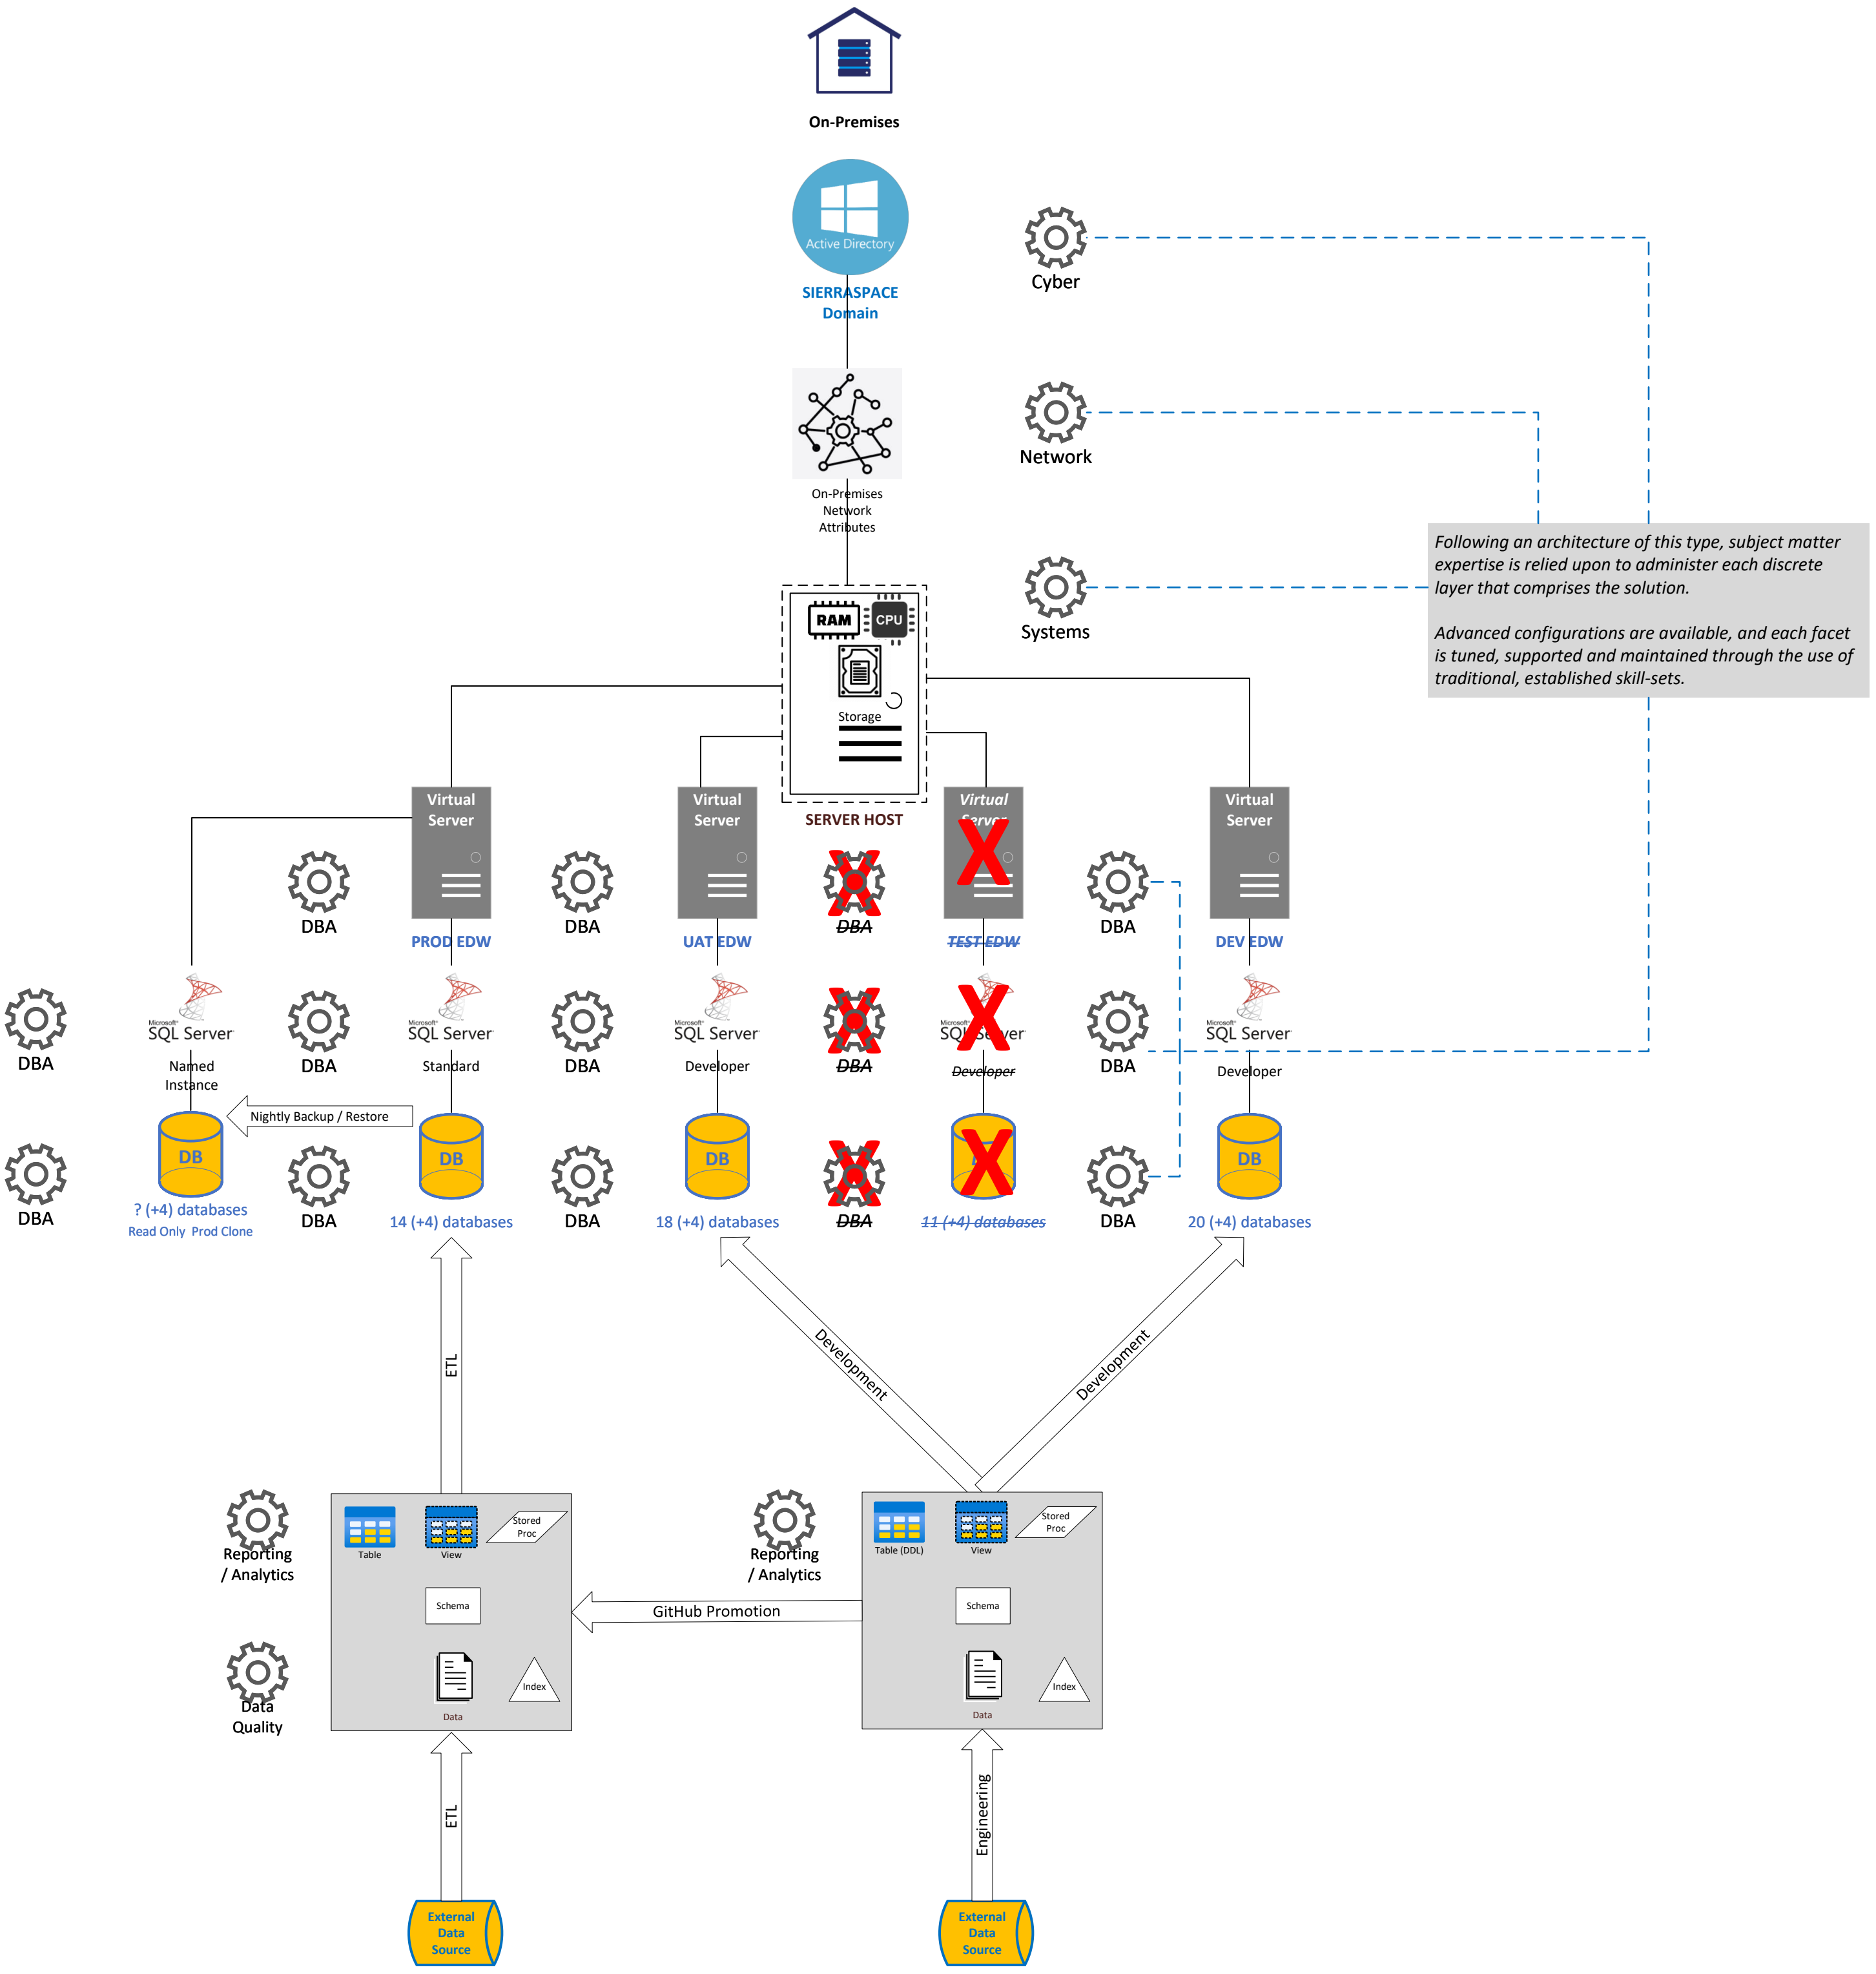 On-Premises
Active Directory
SIERRASPACE
Domain
Cyber
On-Premises
Network
Attributes
Network
Systems
Following an architecture of this type, subject matter
expertise is relied upon to administer each discrete
layer that comprises the solution.
Advanced configurations are available, and each facet
is tuned, supported and maintained through the use of
traditional, established skill-sets.
RAM
CPU
Storage
SERVER HOST
Virtual
Server
Virtual
Server
Virtual
Server
Virtual
Server
DBA
DBA
DBA
DBA
PROD EDW
UAT EDW
TEST EDW
DEV EDW
Microsoft
SQL Server
Microsoft
SQL Server
Microsoft
SQL Server
Microsoft
SQL Server
Microsoft
SQL Server
DBA
DBA
DBA
DBA
DBA
Named
Instance
Standard
Developer
Developer
Developer
Nightly Backup / Restore
DB
DB
DB
DB
DBA
DBA
DBA
DBA
DBA
? (+4) databases
Read Only Prod Clone
14 (+4) databases
18 (+4) databases
11 (+4) databases
20 (+4) databases
ETL
Development
Development
Reporting
/ Analytics
Table
View
Stored
Proc
Schema
Data
Index
Data
Quality
GitHub Promotion
Reporting
/ Analytics
Table (DDL)
View
Stored
Proc
Schema
Data
Index
ETL
Engineering
External
Data
Source
External
Data
Source